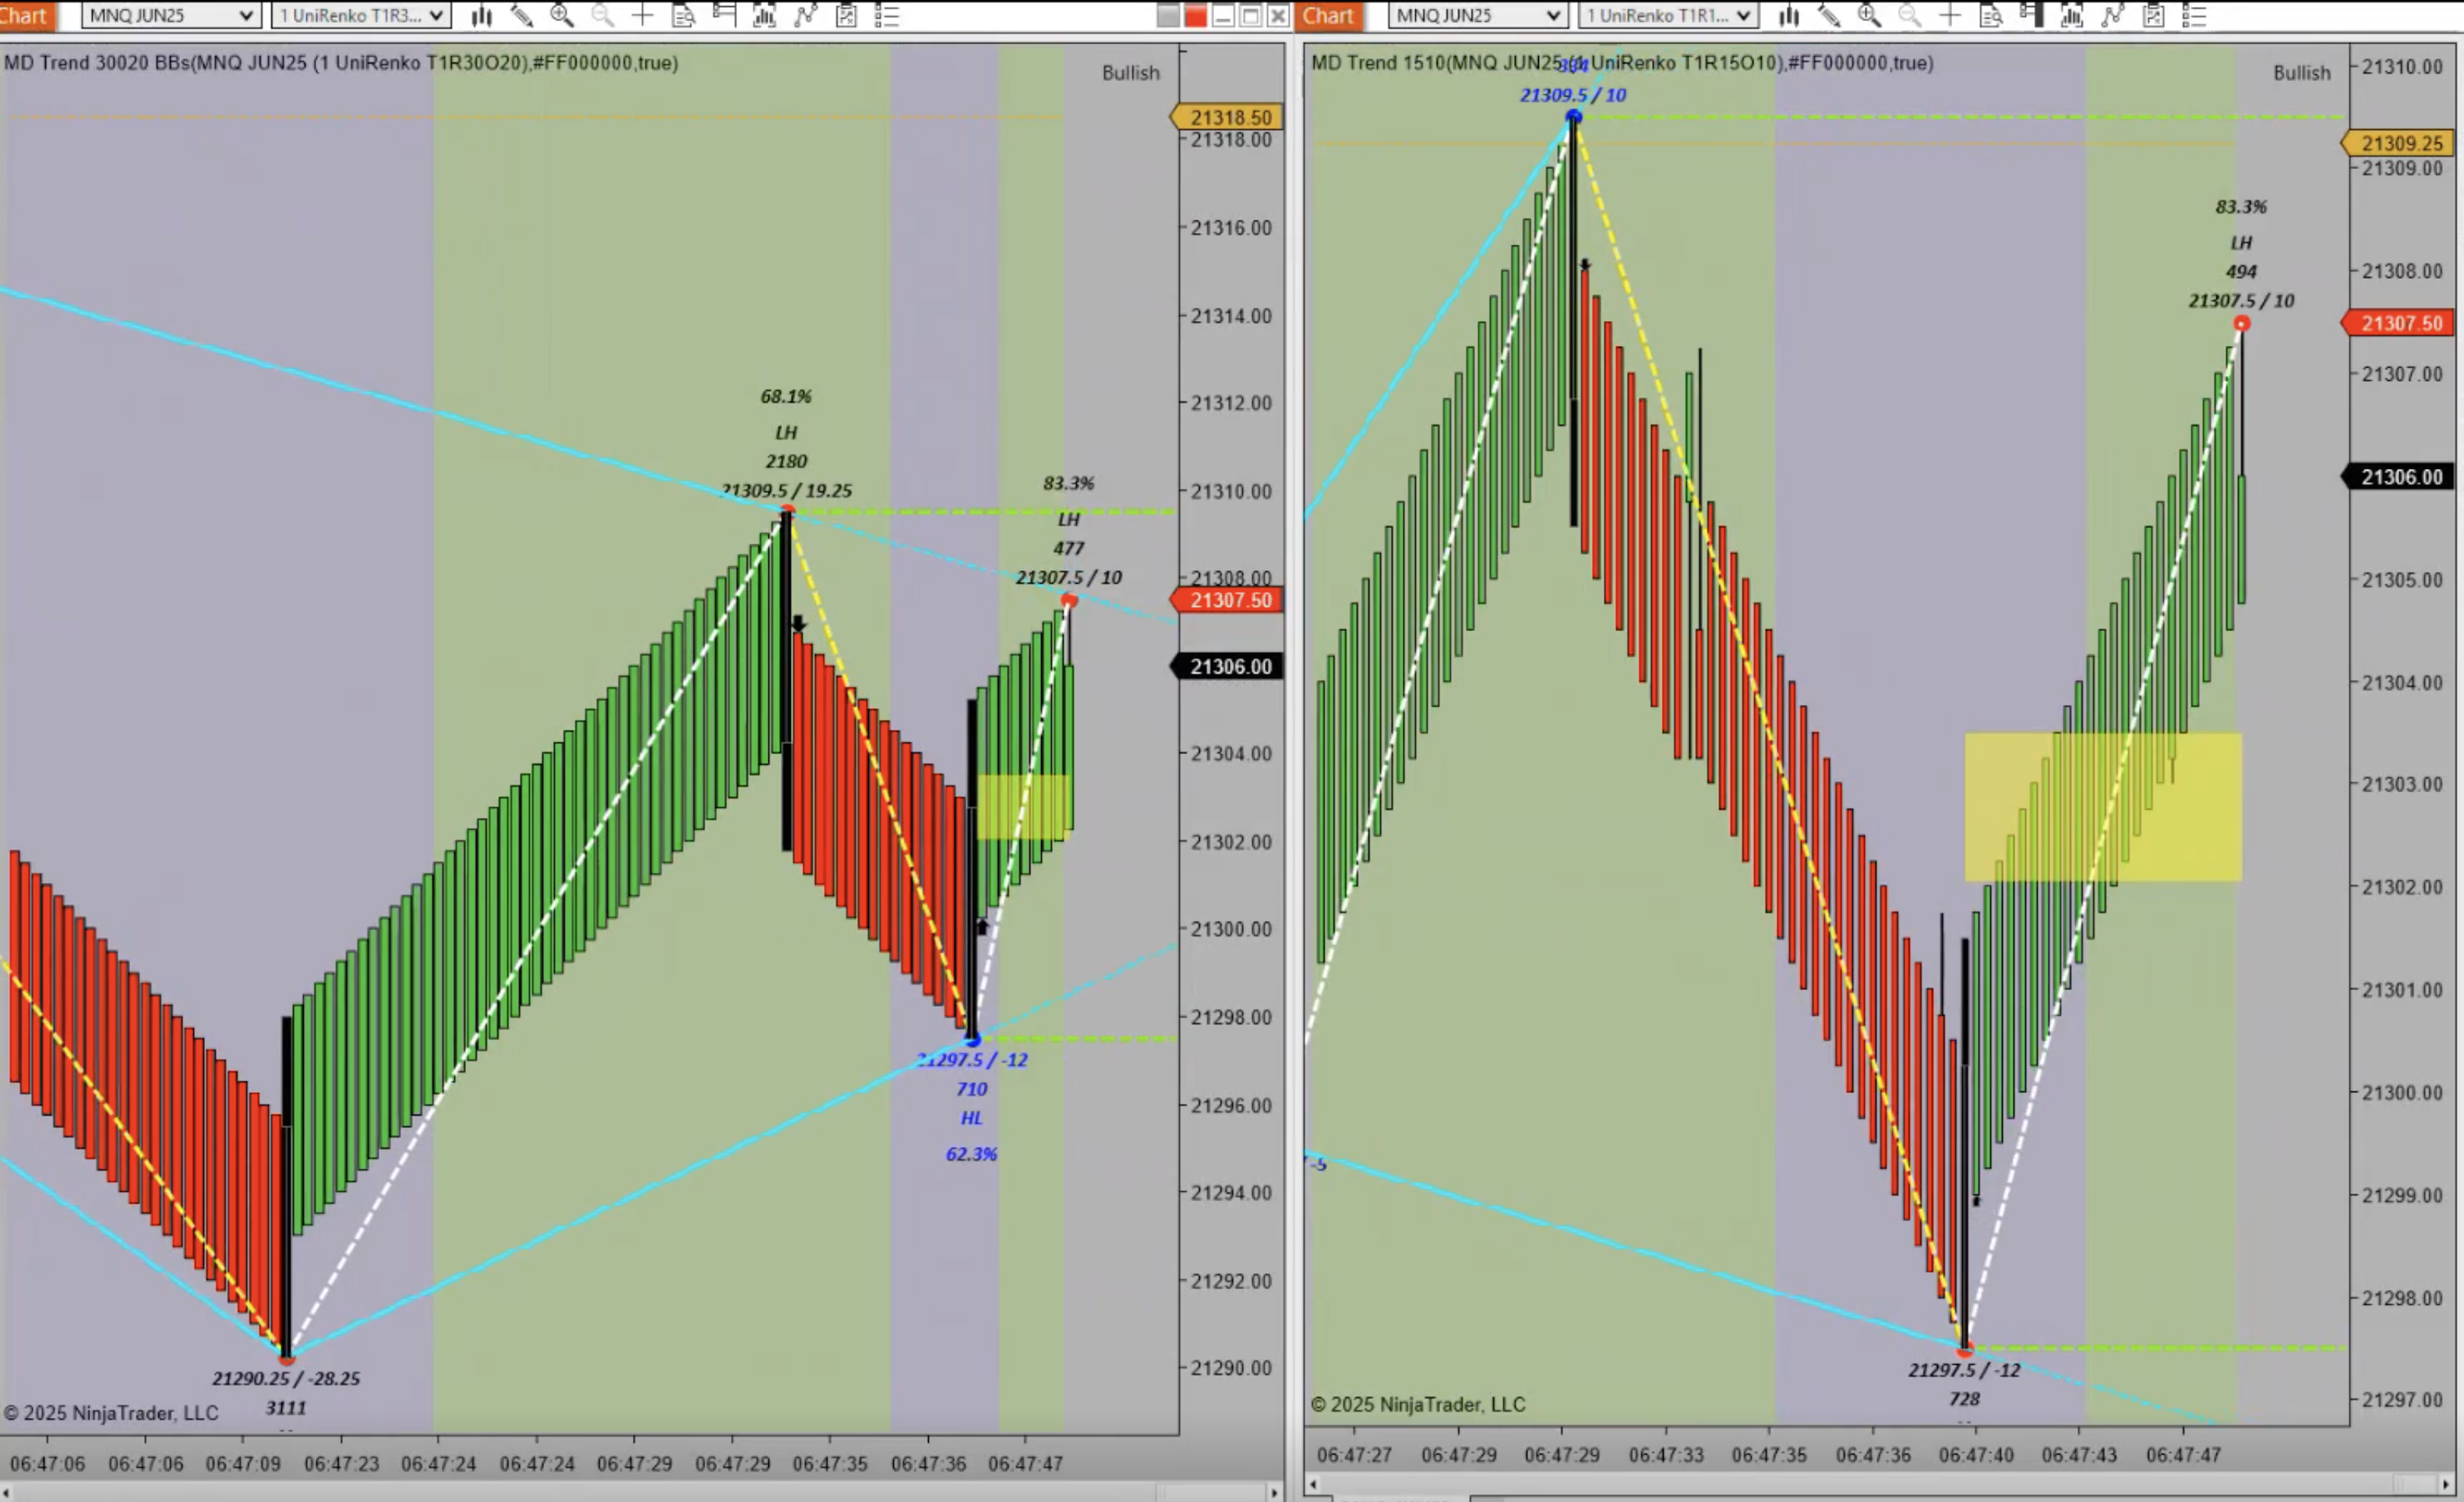 Chart MNQ JUN25 1 UniRenko T1R3...
MD Trend 30020 BBs(MNQ JUN25 (1 UniRenko T1R30O20),#FF000000,true)
Bullish
21318.50
21318.00
21316.00
21314.00
21312.00
21310.00
21308.00
21307.50
21306.00
21304.00
21302.00
21300.00
21298.00
21296.00
21294.00
21292.00
21290.00
68.1%
LH
2180
21309.5 / 19.25
83.3%
LH
477
21307.5 / 10
21297.5 / -12
710
HL
62.3%
21290.25 / -28.25
3111
© 2025 NinjaTrader, LLC
06:47:06 06:47:06 06:47:09 06:47:23 06:47:24 06:47:24 06:47:29 06:47:29 06:47:35 06:47:36 06:47:47
Chart MNQ JUN25 1 UniRenko T1R1...
MD Trend 1510(MNQ JUN25 (1 UniRenko T1R15O10),#FF000000,true)
Bullish
21309.5 / 10
21310.00
21309.25
21309.00
21308.00
21307.50
21307.00
21306.00
21305.00
21304.00
21303.00
21302.00
21301.00
21300.00
21299.00
21298.00
21297.00
83.3%
LH
494
21307.5 / 10
-5
21297.5 / -12
728
© 2025 NinjaTrader, LLC
06:47:27 06:47:29 06:47:29 06:47:33 06:47:35 06:47:36 06:47:40 06:47:43 06:47:47